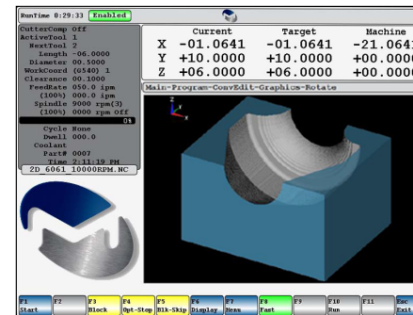 RunTime 0:29:33 Enabled
CutterComp Off
ActiveTool 1
NextTool 2
Length -06.0000
Diameter 00.5000
WorkCoord (6540) 1
Clearance 00.1000
FeedRate 050.0 ipm
(100%) 000.0 ipm
Spindle 9000 rpm(3)
(100%) 0000 rpm Off
0%
Cycle None
Dwell 000.0
Coolant
Part# 0007
Time 2:11:19 PM
2D_6061_10000RPM.NC
Current Target Machine
X -01.0641 -01.0641 -21.0641
Y +10.0000 +10.0000 +00.0000
Z +06.0000 +06.0000 +00.0000
Main-Program-ConvEdit-Graphics-Rotate
Z
X
F1 F2 F3 F4 F5 F6 F7 F8 F9 F10 F11 Esc
Start Block Opt-Stop Blk-Skip Display Menu Fast Run Exit